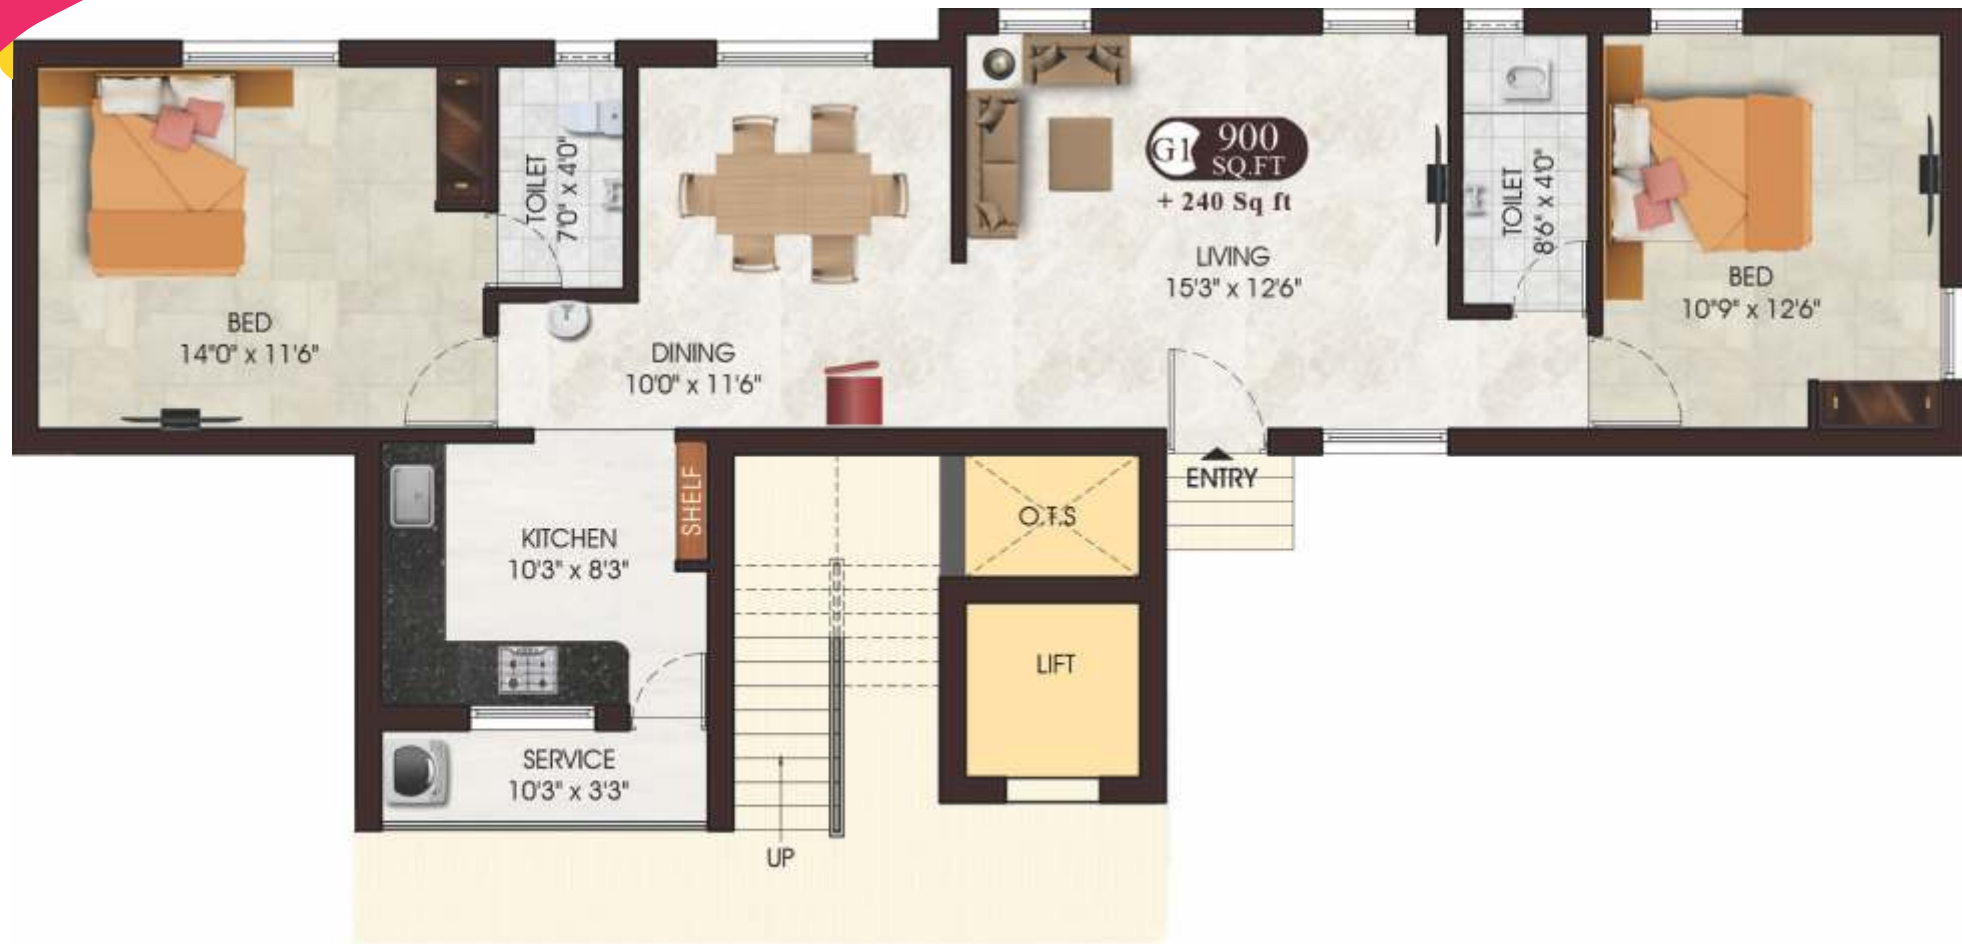 G1 900
SQ.FT
+ 240 Sq ft
TOILET
7'0" x 4'0"
LIVING
15'3" x 12'6"
TOILET
8'6" x 4'0"
BED
10"9" x 12'6"
BED
14"0" x 11'6"
DINING
10'0" x 11'6"
ENTRY
SHELF
O.T.S
KITCHEN
10'3" x 8'3"
LIFT
SERVICE
10'3" x 3'3"
UP